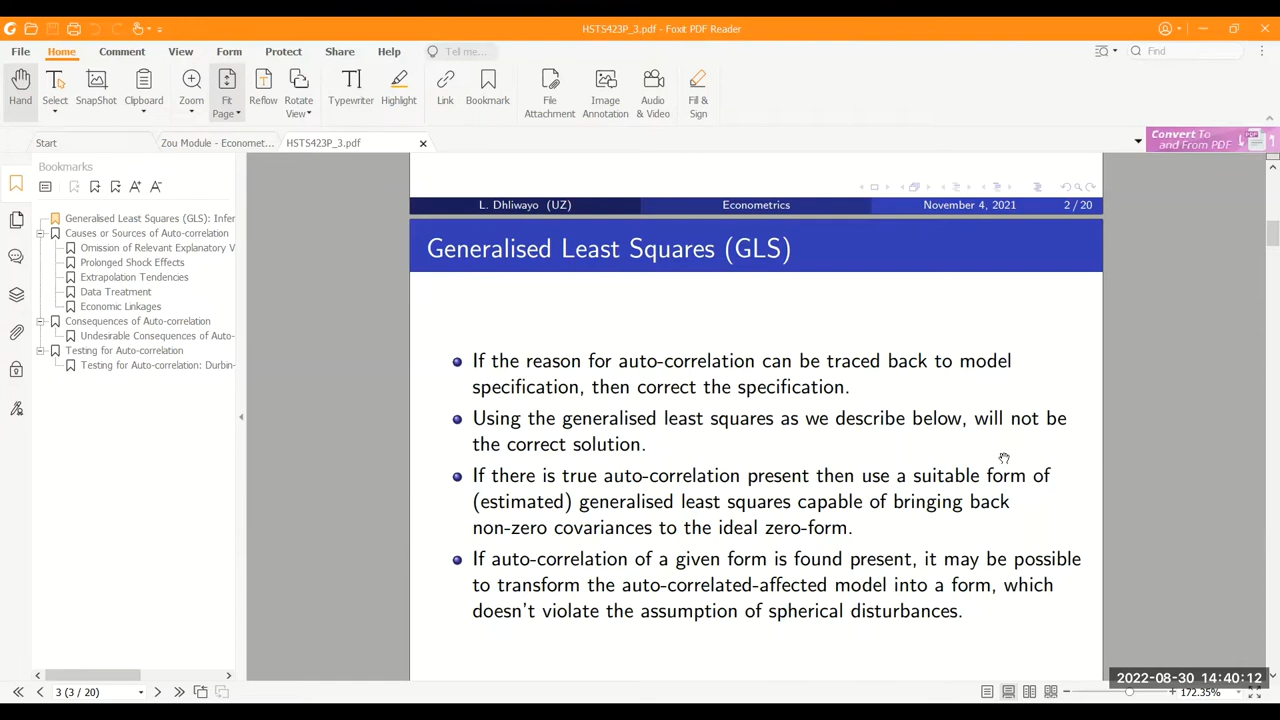 HSTS423P_3.pdf - Foxit PDF Reader
File Home Comment View Form Protect Share Help Tell me... Find
Hand Select SnapShot Clipboard Zoom Fit Page Reflow Rotate View Typewriter Highlight Link Bookmark File Attachment Image Annotation Audio & Video Fill & Sign
Start Zou Module - Economet... HSTS423P_3.pdf Convert To and From PDF
Bookmarks
Generalised Least Squares (GLS): Infer
Causes or Sources of Auto-correlation
Omission of Relevant Explanatory V
Prolonged Shock Effects
Extrapolation Tendencies
Data Treatment
Economic Linkages
Consequences of Auto-correlation
Undesirable Consequences of Auto-
Testing for Auto-correlation
Testing for Auto-correlation: Durbin-
L. Dhliwayo (UZ) Econometrics November 4, 2021 2 / 20
Generalised Least Squares (GLS)
If the reason for auto-correlation can be traced back to model
specification, then correct the specification.
Using the generalised least squares as we describe below, will not be
the correct solution.
If there is true auto-correlation present then use a suitable form of
(estimated) generalised least squares capable of bringing back
non-zero covariances to the ideal zero-form.
If auto-correlation of a given form is found present, it may be possible
to transform the auto-correlated-affected model into a form, which
doesn't violate the assumption of spherical disturbances.
3 (3 / 20) 172.35%
2022-08-30 14:40:12